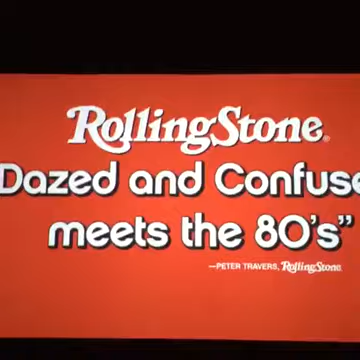 RollingStone®
Dazed and Confuse
meets the 80's”
—PETER TRAVERS, RollingStone